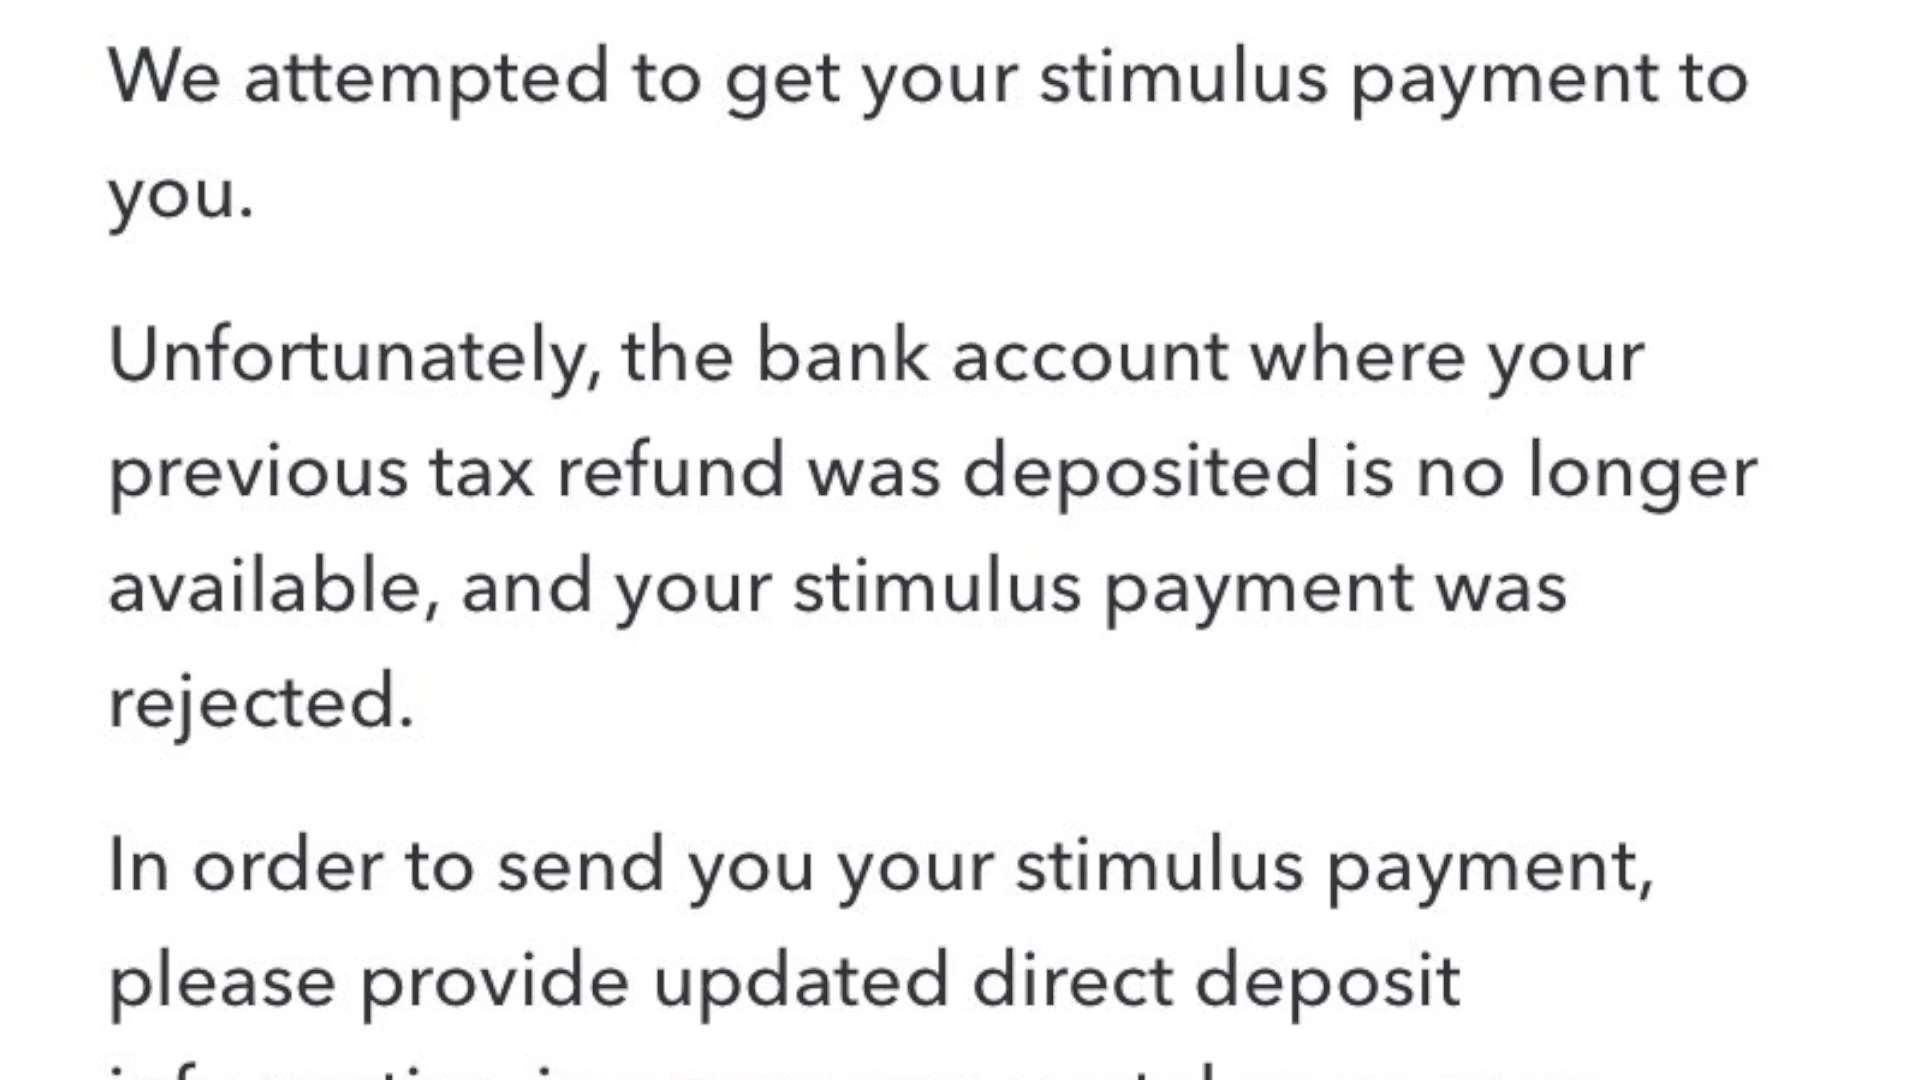 We attempted to get your stimulus payment to
you.
Unfortunately, the bank account where your
previous tax refund was deposited is no longer
available, and your stimulus payment was
rejected.
In order to send you your stimulus payment,
please provide updated direct deposit